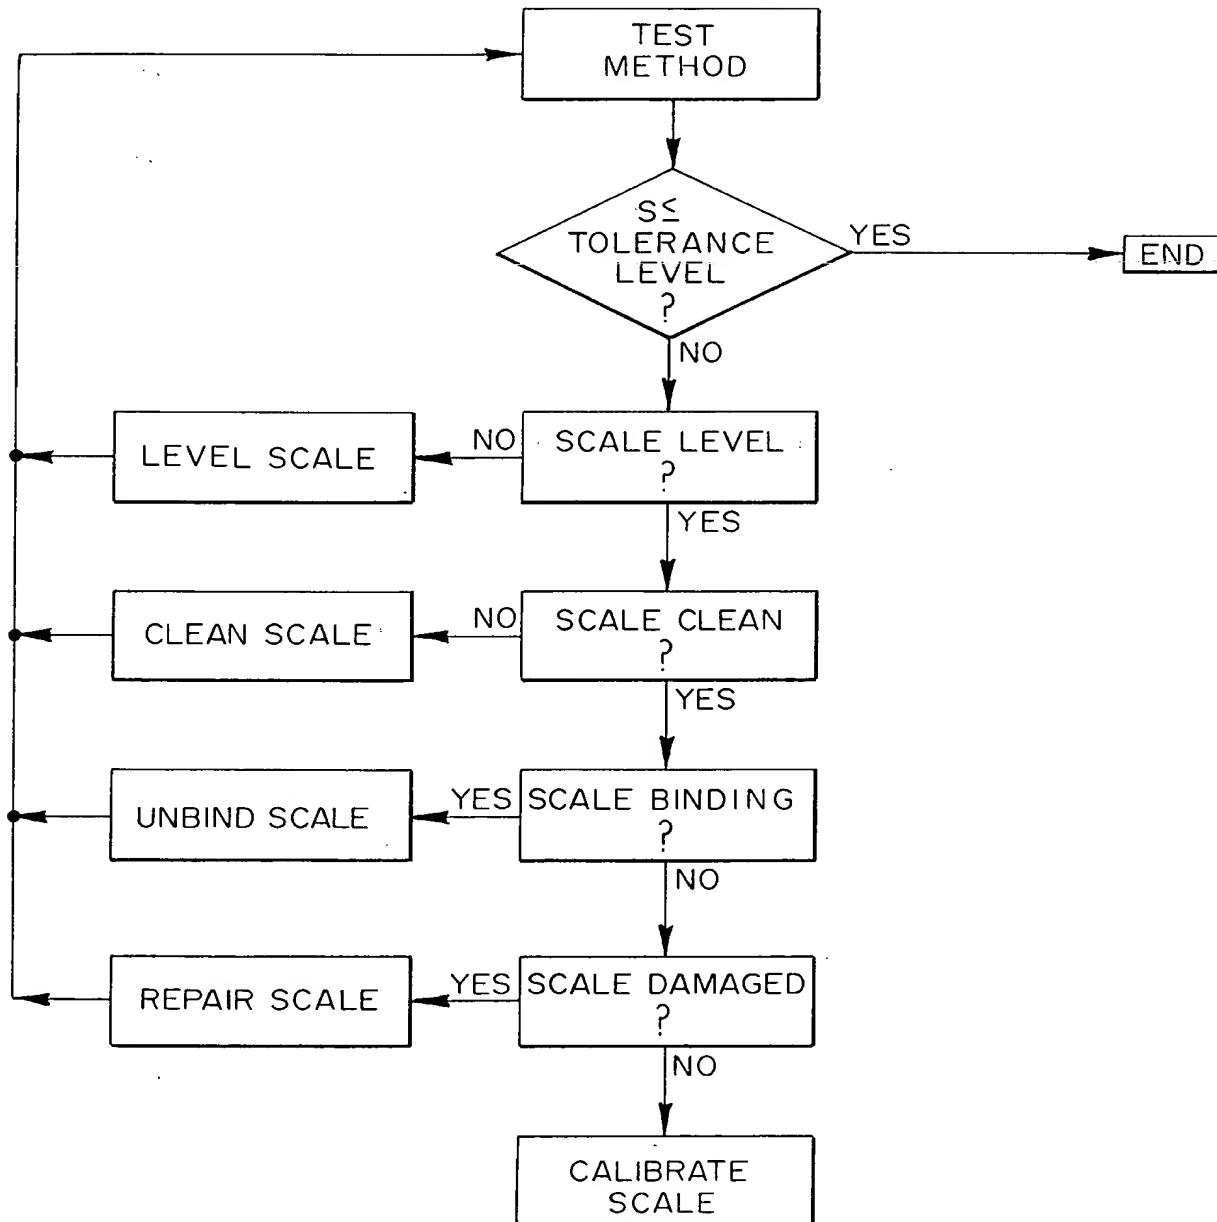 TEST
METHOD
S≤
TOLERANCE
LEVEL
?
YES
END
NO
SCALE LEVEL
?
NO
LEVEL SCALE
YES
SCALE CLEAN
?
NO
CLEAN SCALE
YES
SCALE BINDING
?
YES
UNBIND SCALE
NO
SCALE DAMAGED
?
YES
REPAIR SCALE
NO
CALIBRATE
SCALE